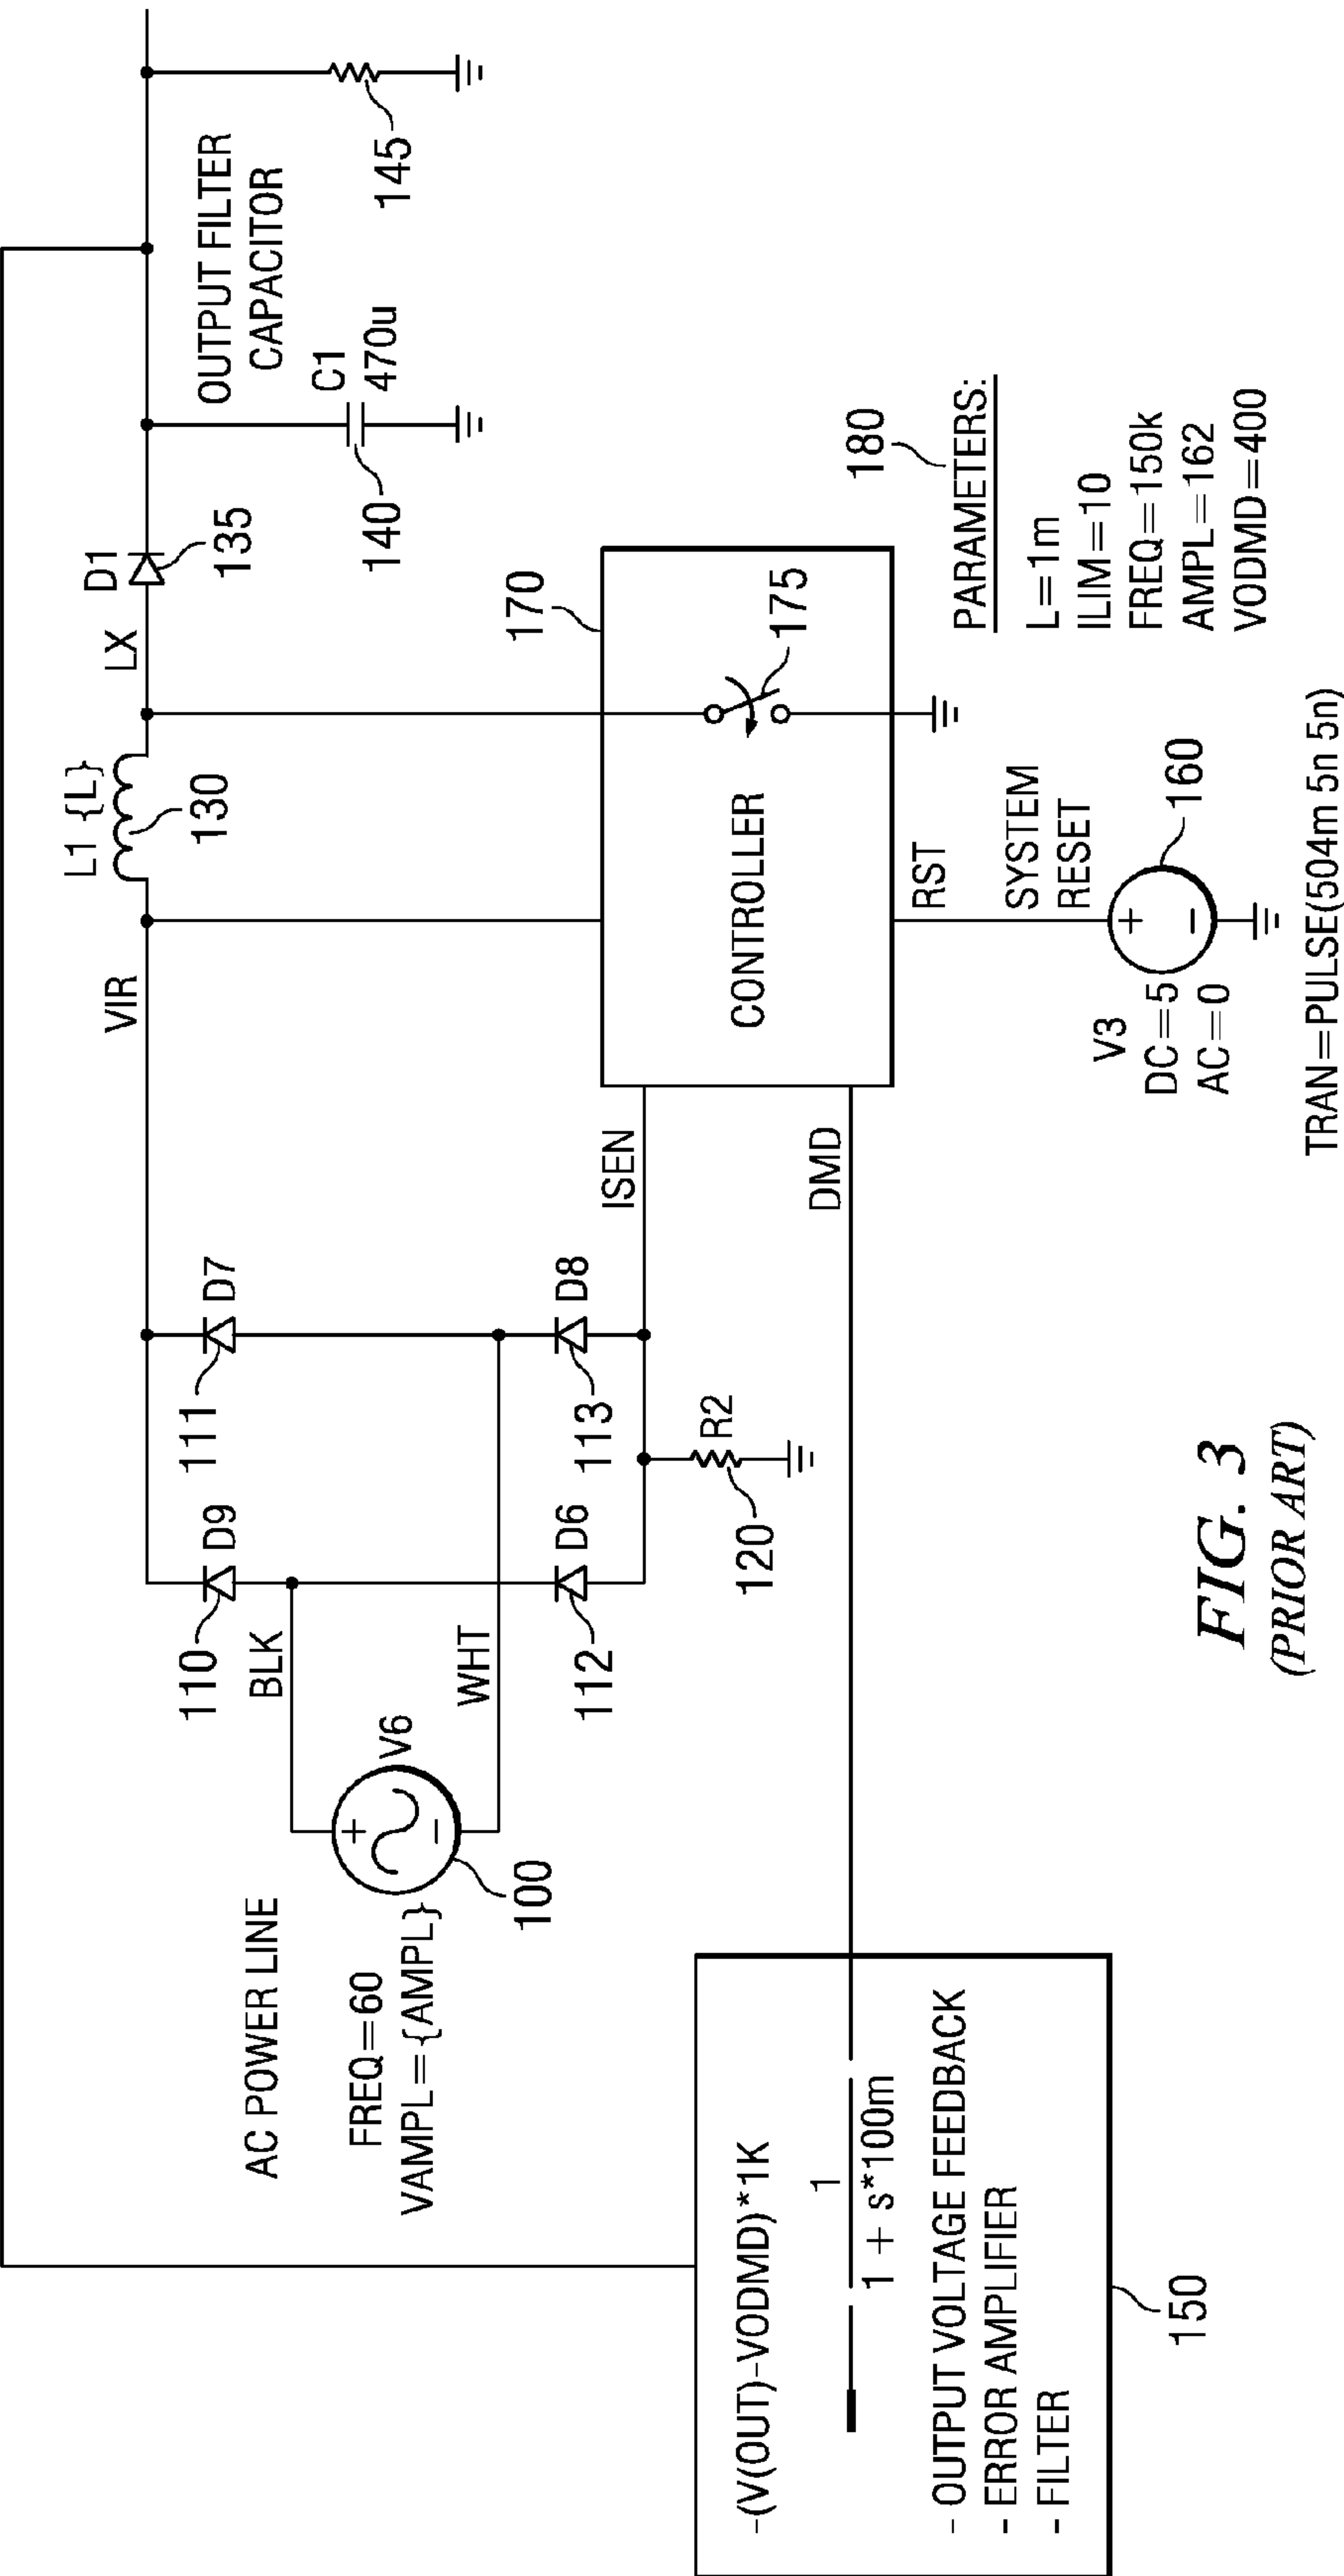 L1 {L}
130
LX
D1
135
OUTPUT FILTER
CAPACITOR
C1
470u
140
145
VIR
110
D9
111
D7
AC POWER LINE
BLK
FREQ=60
VAMPL={AMPL}
V6
WHT
100
112
D6
113
D8
120
R2
ISEN
DMD
170
CONTROLLER
175
RST
SYSTEM
RESET
160
V3
DC=5
AC=0
TRAN=PULSE(504m 5n 5n)
180
PARAMETERS:
L=1m
ILIM=10
FREQ=150k
AMPL=162
VODMD=400
-(V(OUT)-VODMD)*1K
1
1 + s*100m
- OUTPUT VOLTAGE FEEDBACK
- ERROR AMPLIFIER
- FILTER
150
FIG. 3
(PRIOR ART)